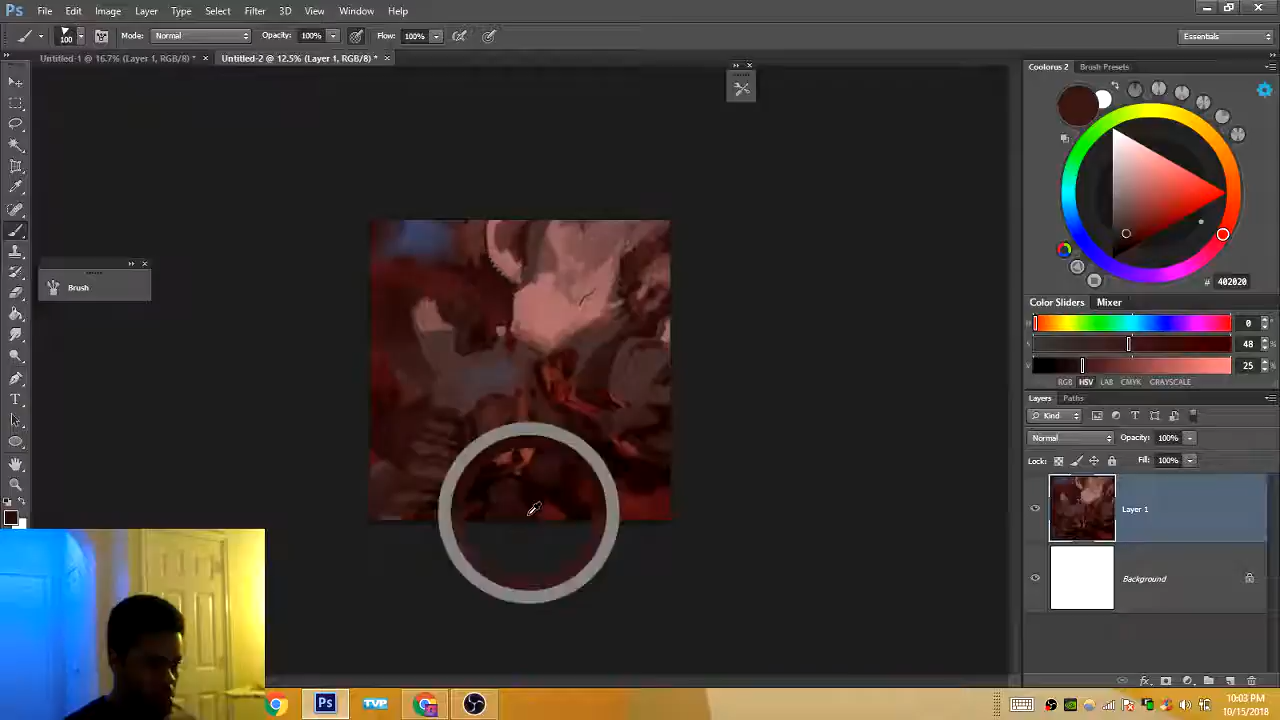 Ps File Edit Image Layer Type Select Filter 3D View Window Help
100 Mode: Normal Opacity: 100% Flow: 100% Essentials
Untitled-1 @ 16.7% (Layer 1, RGB/8) * × Untitled-2 @ 12.5% (Layer 1, RGB/8) * ×
Coolorus 2 Brush Presets
Brush
# 402020
Color Sliders Mixer
H 0 °
S 48 %
V 25 %
RGB HSV LAB CMYK GRAYSCALE
Layers Paths
Kind
Normal Opacity: 100%
Lock: Fill: 100%
Layer 1
Background
Ps TVP
10:03 PM
10/15/2018